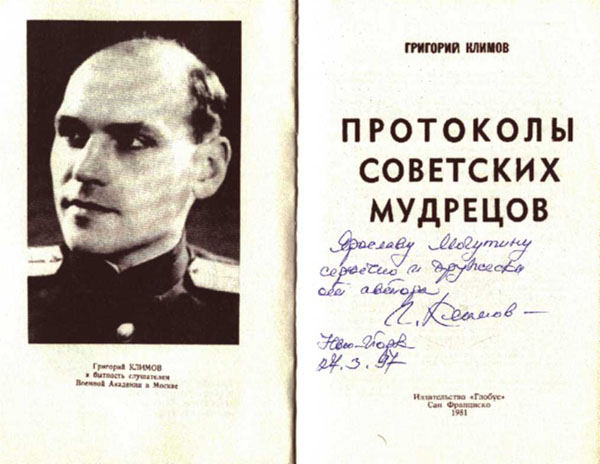 Григорий КЛИМОВ
в бытность слушателем
Военной Академии в Москве
ГРИГОРИЙ КЛИМОВ
ПРОТОКОЛЫ
СОВЕТСКИХ
МУДРЕЦОВ
Ярославу Могутину
сердечно и дружески
от автора
Г. Климов
Нью-Йорк
24.3.97
Издательство «Глобус»
Сан Франциско
1981